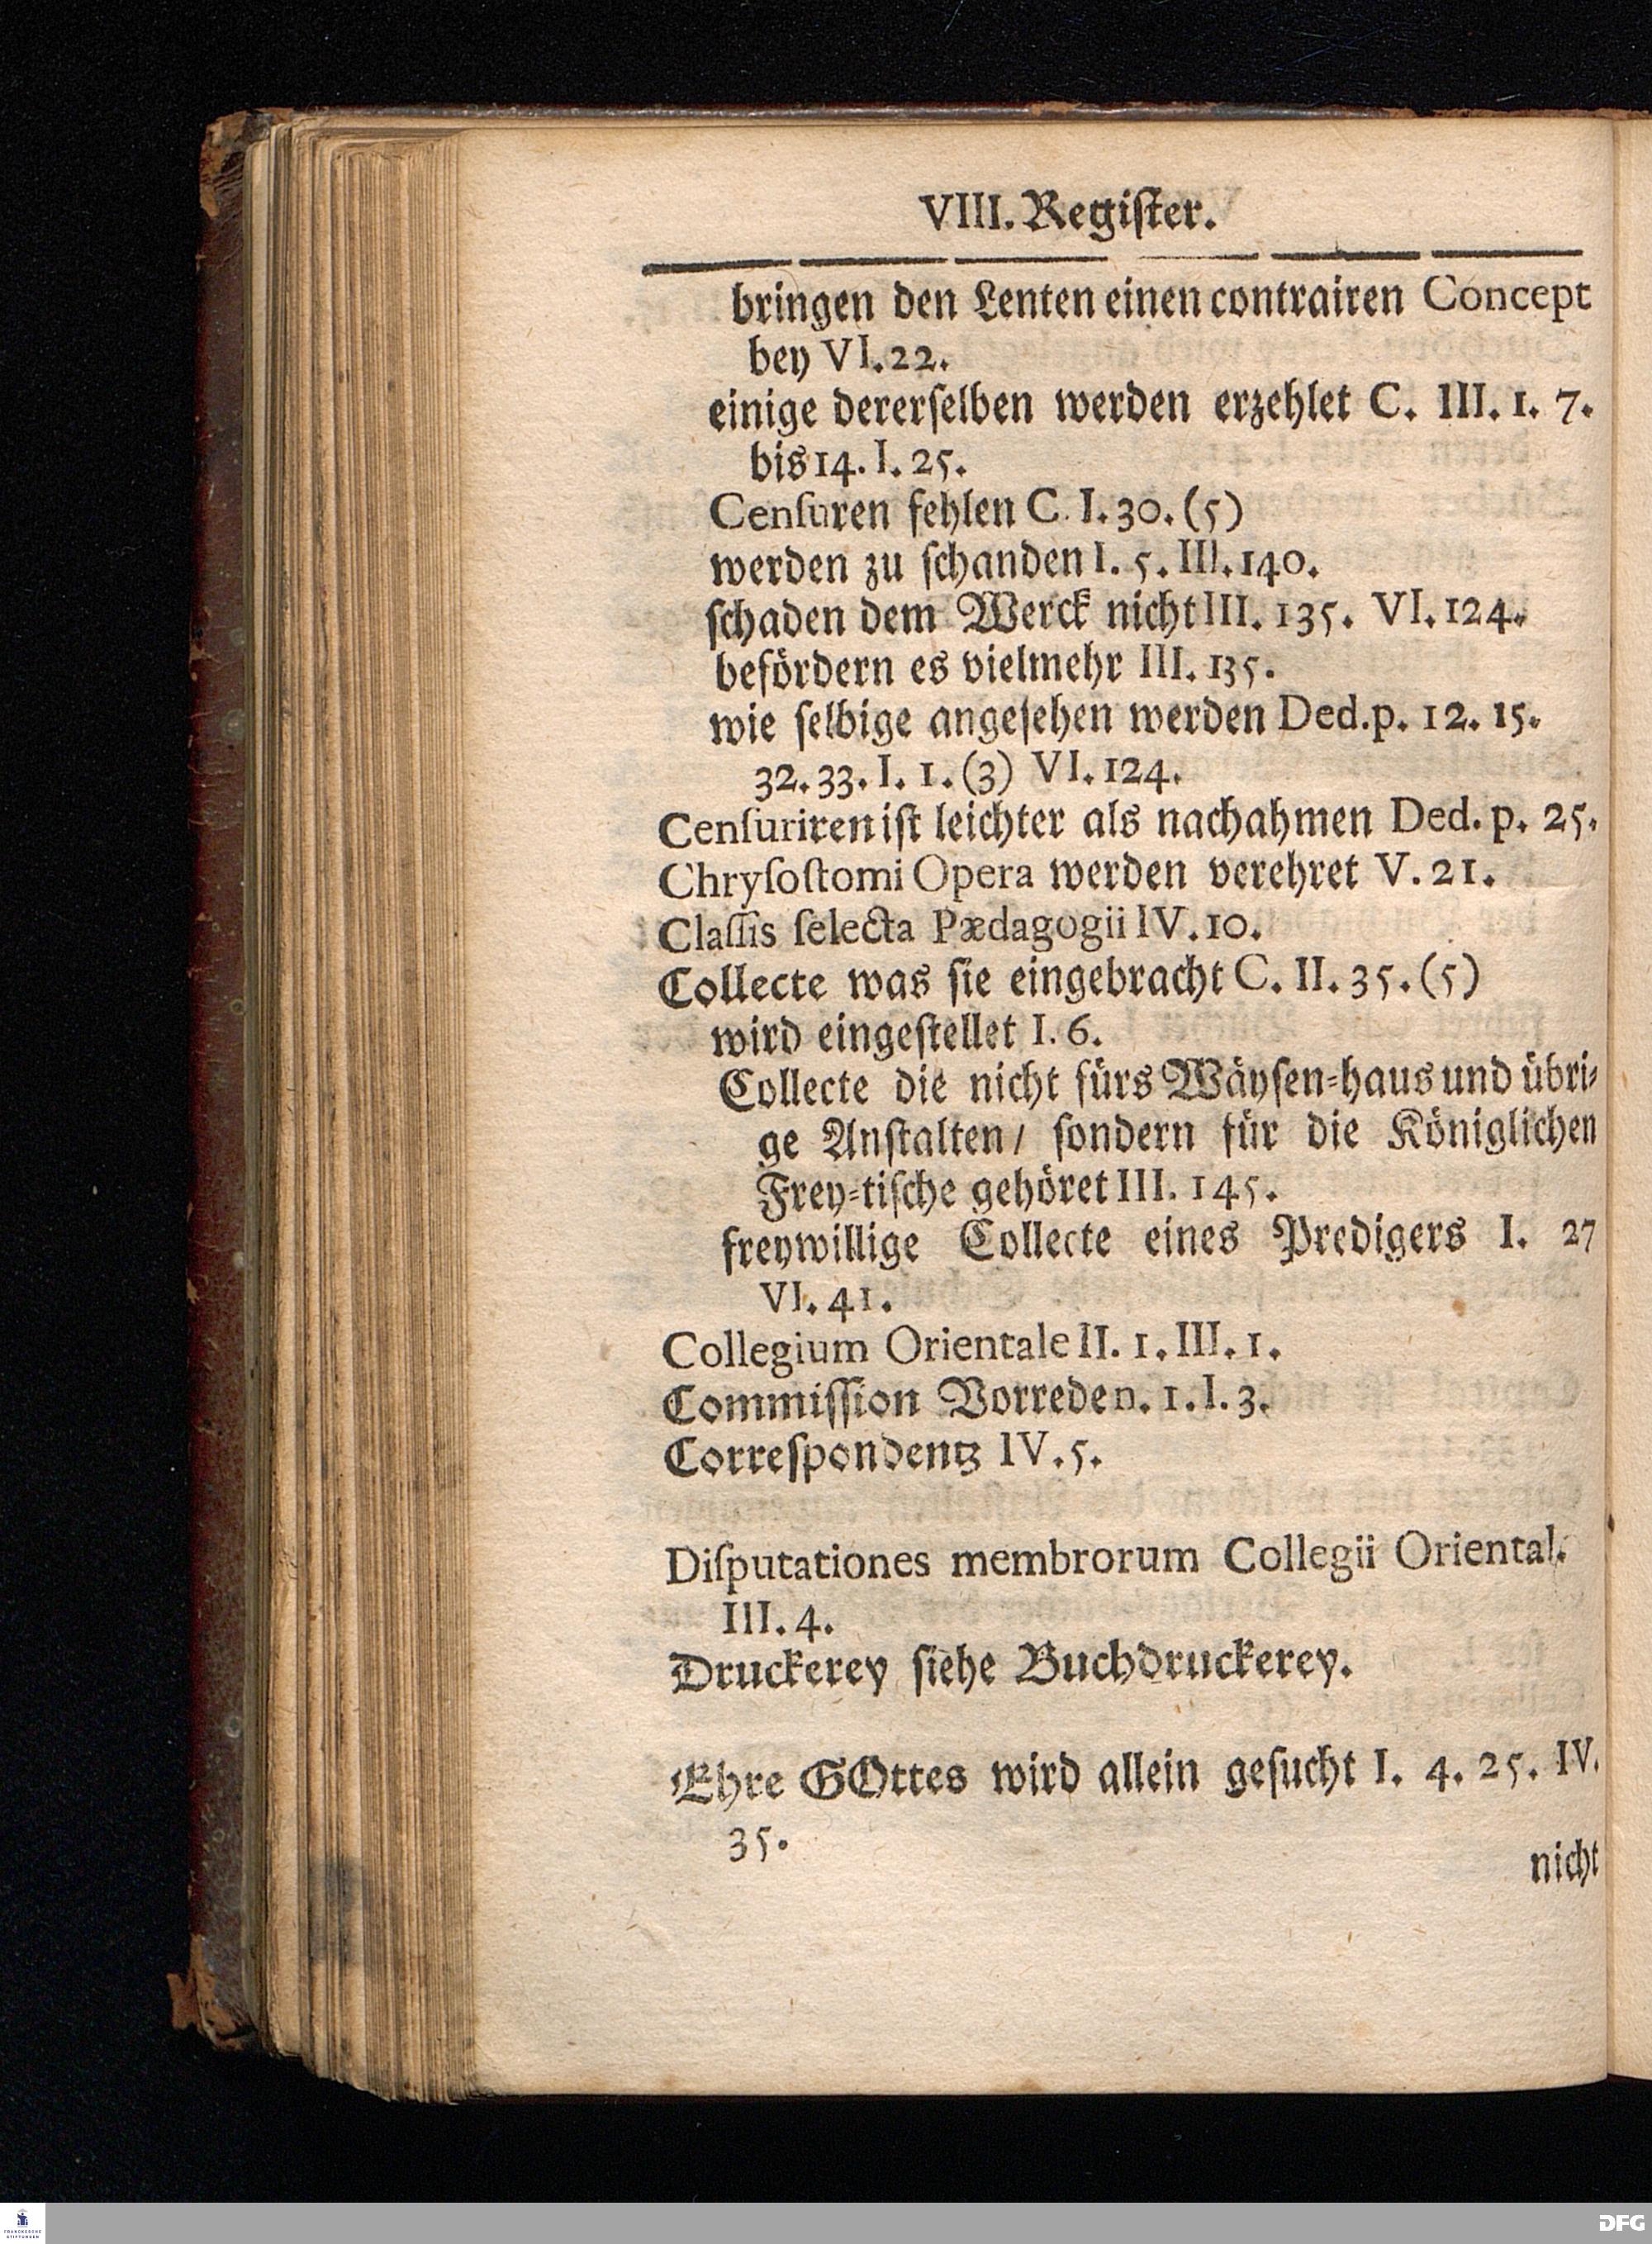 VIII. Regiſter.
bringen den Lenten einen contrairen Concept
bey VI. 22.
einige dererſelben werden erzehlet C. III. 1. 7.
bis 14. I. 25.
Cenſuren fehlen C. I. 30. (5)
werden zu ſchanden I. 5. III. 140.
ſchaden dem Werck nicht III. 135. VI. 124.
befördern es vielmehr III. 135.
wie ſelbige angeſehen werden Ded. p. 12. 15.
32. 33. I. 1. (3) VI. 124.
Cenſuriren iſt leichter als nachahmen Ded. p. 25.
Chryſoſtomi Opera werden verehret V. 21.
Claſſis ſelecta Pædagogii IV. 10.
Collecte was ſie eingebracht C. II. 35. (5)
wird eingeſtellet I. 6.
Collecte die nicht fürs Wäyſen-haus und übri-
ge Anſtalten / ſondern für die Königlichen
Frey-tiſche gehöret III. 145.
freywillige Collecte eines Predigers I. 27
VI. 41.
Collegium Orientale II. 1. III. 1.
Commiſſion Vorreden. 1. I. 3.
Correſpondentz IV. 5.
Diſputationes membrorum Collegii Oriental.
III. 4.
Druckerey ſiehe Buchdruckerey.
Ehre GOttes wird allein geſucht I. 4. 25. IV.
35.
nicht
FRANCKESCHE
STIFTUNGEN
DFG